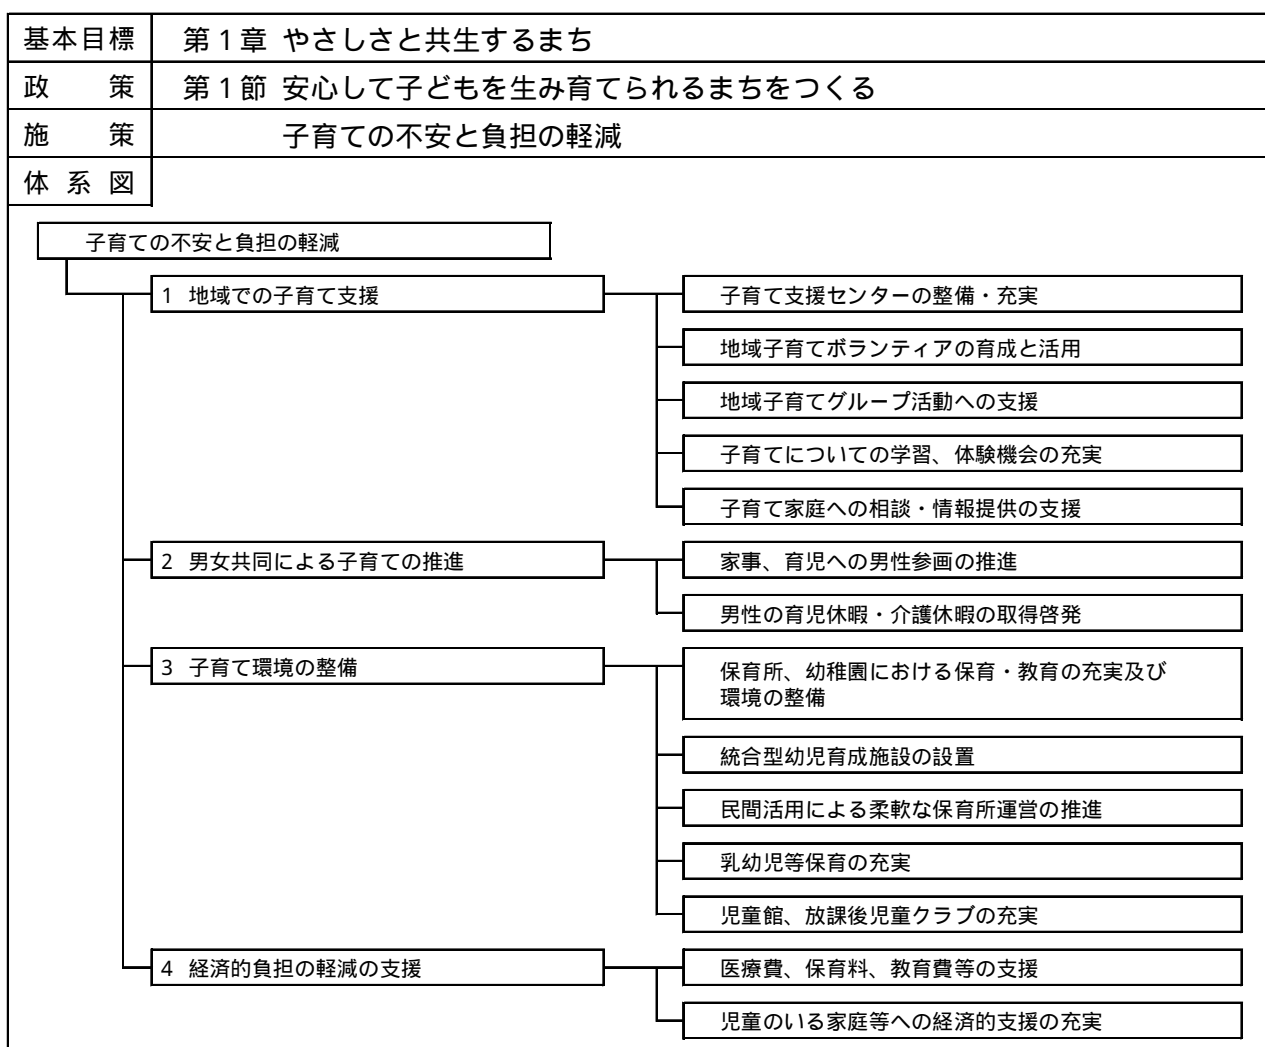 基本目標 第1章 やさしさと共生するまち
政 策 第1節 安心して子どもを生み育てられるまちをつくる
施 策 子育ての不安と負担の軽減
体 系 図
子育ての不安と負担の軽減
1 地域での子育て支援
子育て支援センターの整備・充実
地域子育てボランティアの育成と活用
地域子育てグループ活動への支援
子育てについての学習、体験機会の充実
子育て家庭への相談・情報提供の支援
2 男女共同による子育ての推進
家事、育児への男性参画の推進
男性の育児休暇・介護休暇の取得啓発
3 子育て環境の整備
保育所、幼稚園における保育・教育の充実及び
環境の整備
統合型幼児育成施設の設置
民間活用による柔軟な保育所運営の推進
乳幼児等保育の充実
児童館、放課後児童クラブの充実
4 経済的負担の軽減の支援
医療費、保育料、教育費等の支援
児童のいる家庭等への経済的支援の充実